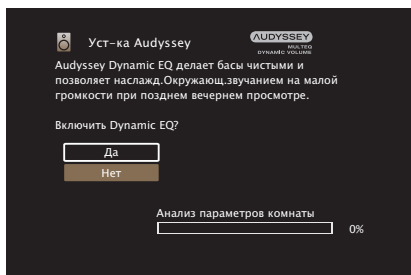 Уст-ка Audyssey
AUDYSSEY
MULTEQ
DYNAMIC VOLUME
Audyssey Dynamic EQ делает басы чистыми и
позволяет наслажд.Окружающ.звучанием на малой
громкости при позднем вечернем просмотре.
Включить Dynamic EQ?
Да
Нет
Анализ параметров комнаты
0%